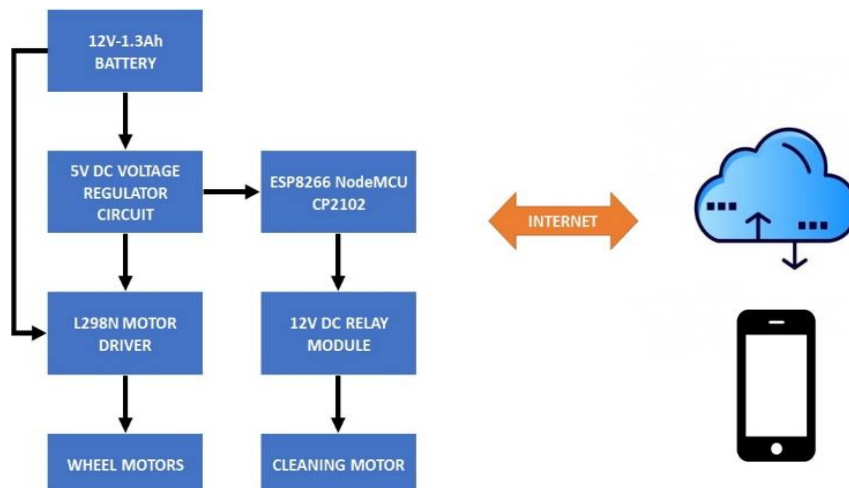 12V-1.3Ah
BATTERY
5V DC VOLTAGE
REGULATOR
CIRCUIT
ESP8266 NodeMCU
CP2102
INTERNET
L298N MOTOR
DRIVER
12V DC RELAY
MODULE
WHEEL MOTORS
CLEANING MOTOR